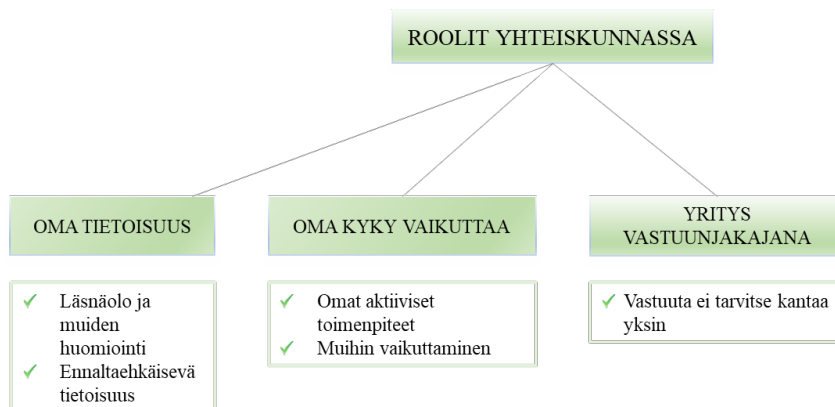 ROOLIT YHTEISKUNNASSA
OMA TIETOISUUS
Läsnäolo ja
muiden
huomiointi
Ennaltaehkäisevä
tietoisuus
OMA KYKY VAIKUTTAA
Omat aktiiviset
toimenpiteet
Muihin vaikuttaminen
YRITYS
VASTUUNJAKAJANA
Vastuuta ei tarvitse kantaa
yksin